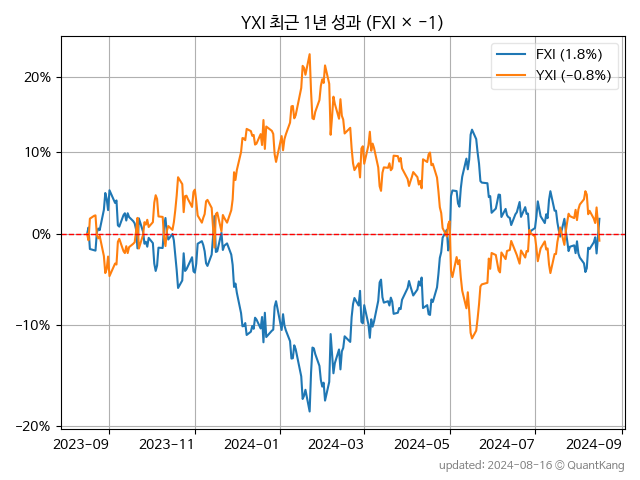 YXI 최근 1년 성과 (FXI × −1)
FXI (1.8%)
YXI (−0.8%)
20%
10%
0%
−10%
−20%
2023-09 2023-11 2024-01 2024-03 2024-05 2024-07 2024-09
updated: 2024-08-16 © QuantKang